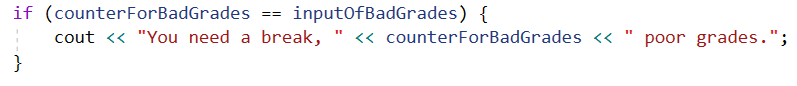 if (counterForBadGrades == inputOfBadGrades) {
    cout << "You need a break, " << counterForBadGrades << " poor grades.";
}